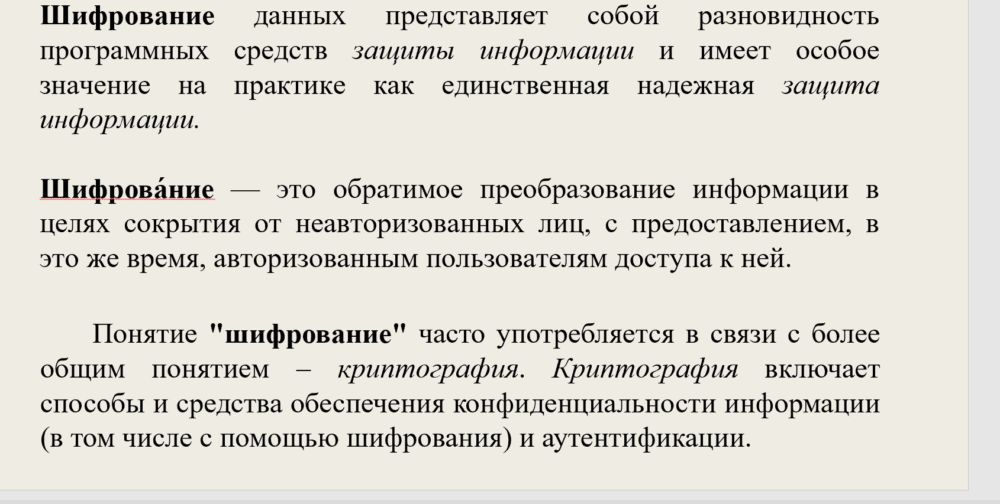 Шифрование данных представляет собой разновидность
программных средств защиты информации и имеет особое
значение на практике как единственная надежная защита
информации.
Шифрова́ние — это обратимое преобразование информации в
целях сокрытия от неавторизованных лиц, с предоставлением, в
это же время, авторизованным пользователям доступа к ней.
Понятие "шифрование" часто употребляется в связи с более
общим понятием – криптография. Криптография включает
способы и средства обеспечения конфиденциальности информации
(в том числе с помощью шифрования) и аутентификации.